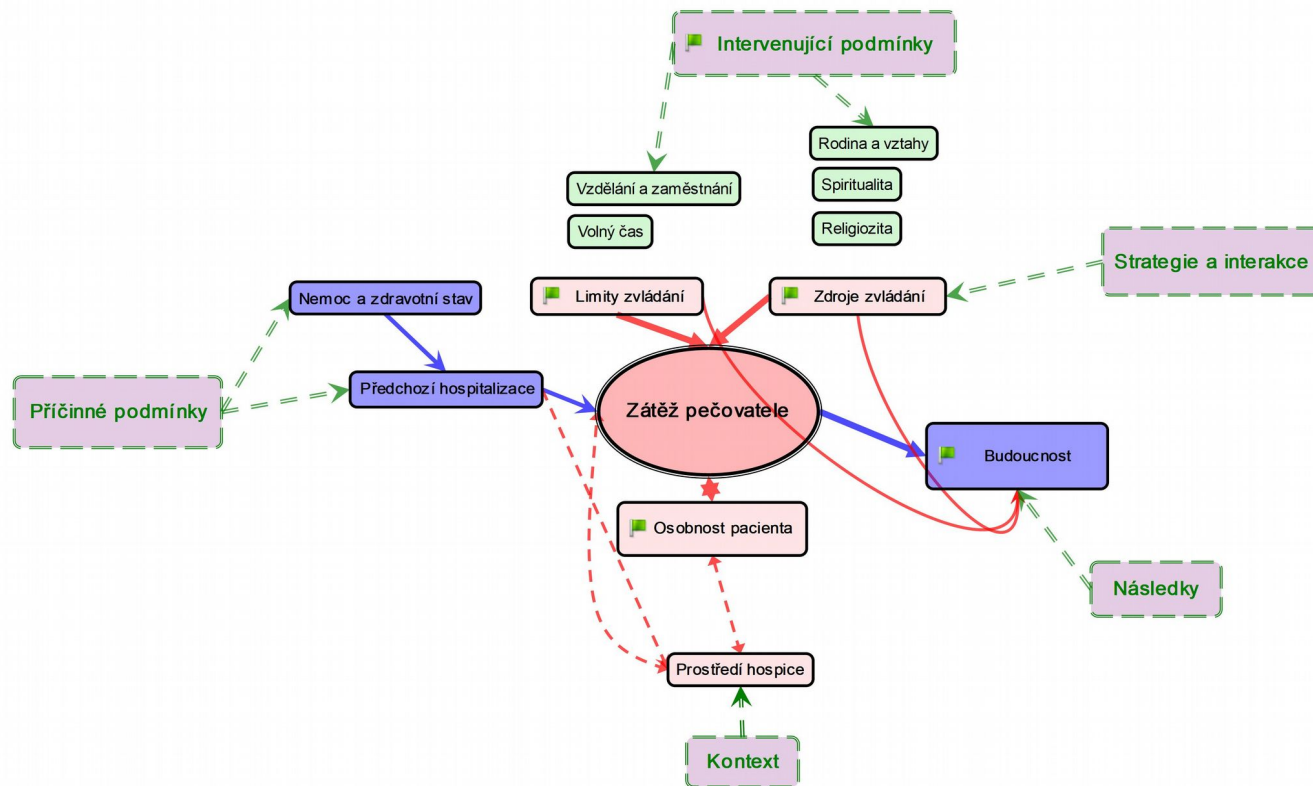 Intervenující podmínky
Rodina a vztahy
Vzdělání a zaměstnání
Spiritualita
Volný čas
Religiozita
Strategie a interakce
Nemoc a zdravotní stav
Limity zvládání
Zdroje zvládání
Příčinné podmínky
Předchozí hospitalizace
Zátěž pečovatele
Budoucnost
Osobnost pacienta
Následky
Prostředí hospice
Kontext